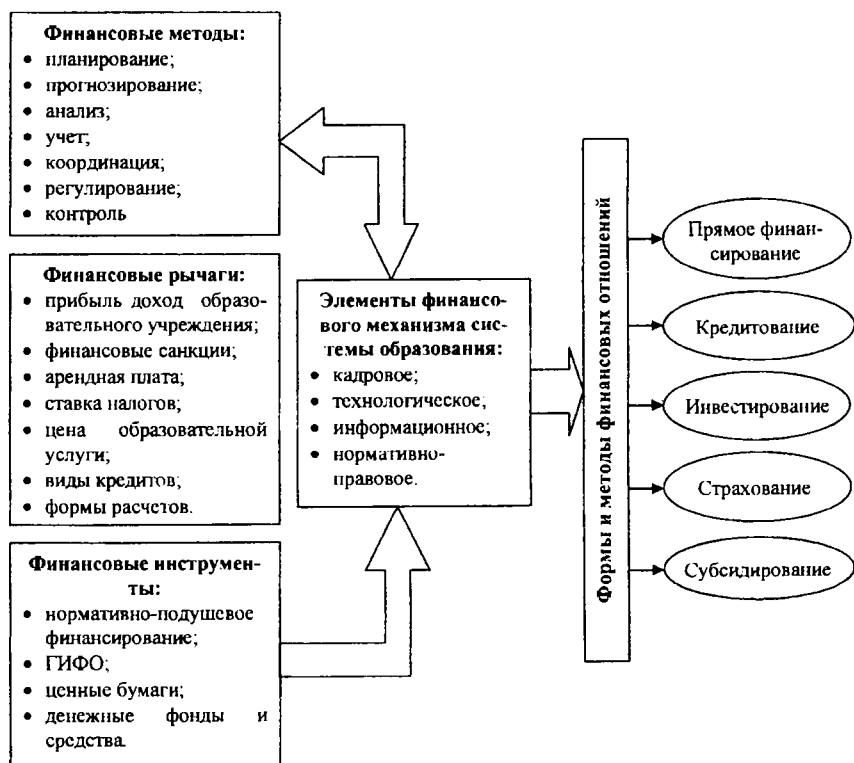 Финансовые методы:
• планирование;
• прогнозирование;
• анализ;
• учет;
• координация;
• регулирование;
• контроль
Финансовые рычаги:
• прибыль доход образо-
вательного учреждения;
• финансовые санкции;
• арендная плата;
• ставка налогов;
• цена образовательной
услуги;
• виды кредитов;
• формы расчетов.
Финансовые инструмен-
ты:
• нормативно-подушевое
финансирование;
• ГИФО;
• ценные бумаги;
• денежные фонды и
средства.
Элементы финансо-
вого механизма сис-
темы образования:
• кадровое;
• технологическое;
• информационное;
• нормативно-
правовое.
Формы и методы финансовых отношений
Прямое финан-
сирование
Кредитование
Инвестирование
Страхование
Субсидирование